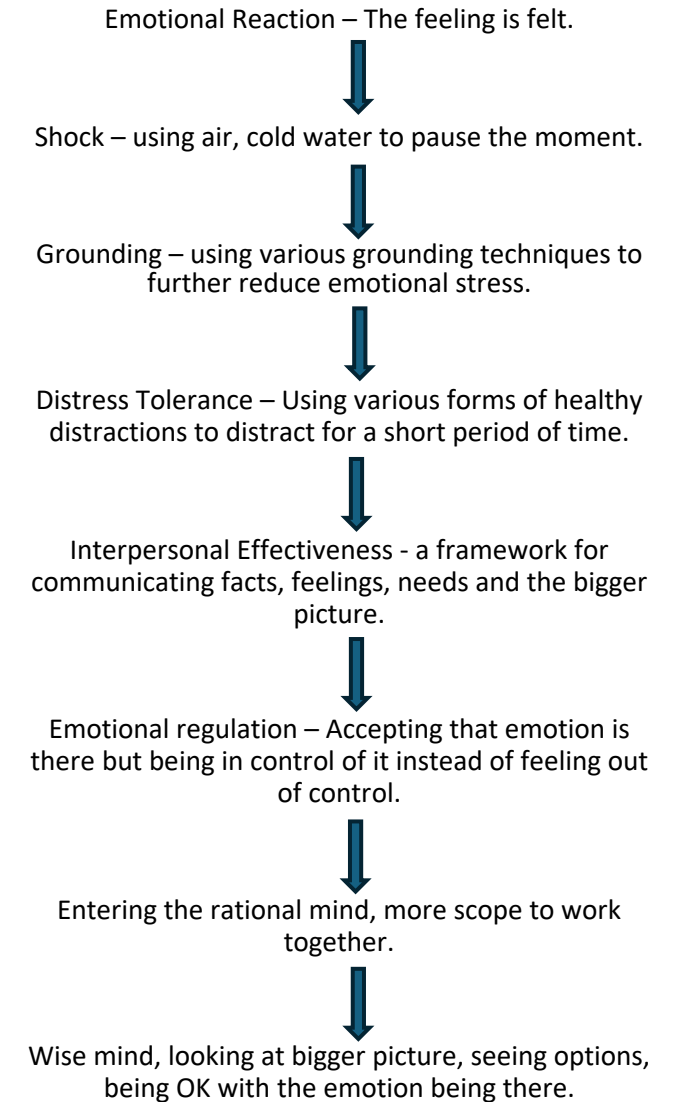 Emotional Reaction – The feeling is felt.
Shock – using air, cold water to pause the moment.
Grounding – using various grounding techniques to
further reduce emotional stress.
Distress Tolerance – Using various forms of healthy
distractions to distract for a short period of time.
Interpersonal Effectiveness - a framework for
communicating facts, feelings, needs and the bigger
picture.
Emotional regulation – Accepting that emotion is
there but being in control of it instead of feeling out
of control.
Entering the rational mind, more scope to work
together.
Wise mind, looking at bigger picture, seeing options,
being OK with the emotion being there.